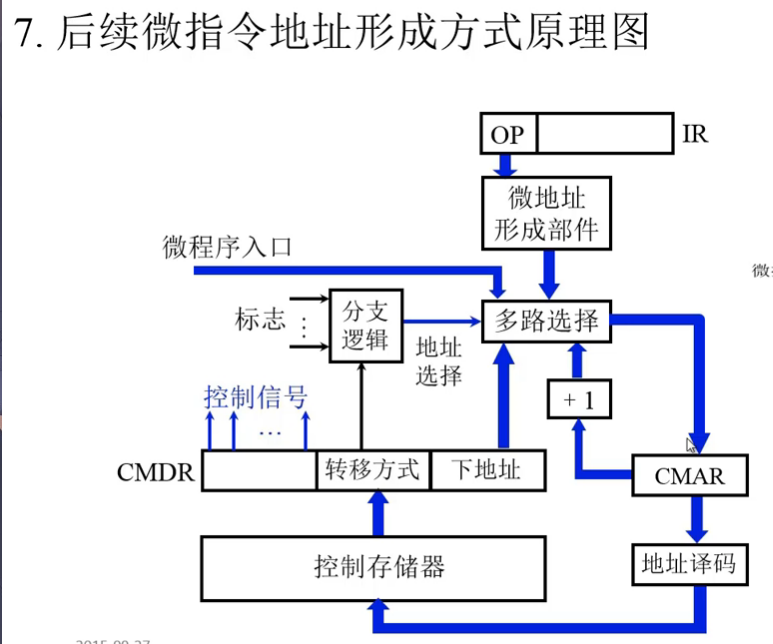 7. 后续微指令地址形成方式原理图
OP
IR
微地址
形成部件
微程序入口
标志
⋮
分支
逻辑
地址
选择
多路选择
+ 1
控制信号
…
CMDR
转移方式
下地址
CMAR
控制存储器
地址译码
微